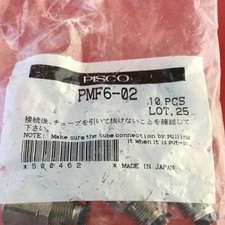 PISCO
PMF6-02
10 PCS
LOT. 25
接続後、チューブを引いて抜けないことを確認して
下さい。
NOTE: Make sure the tube connection by pulling
it when it is put-
*500462*
* MADE IN JAPAN